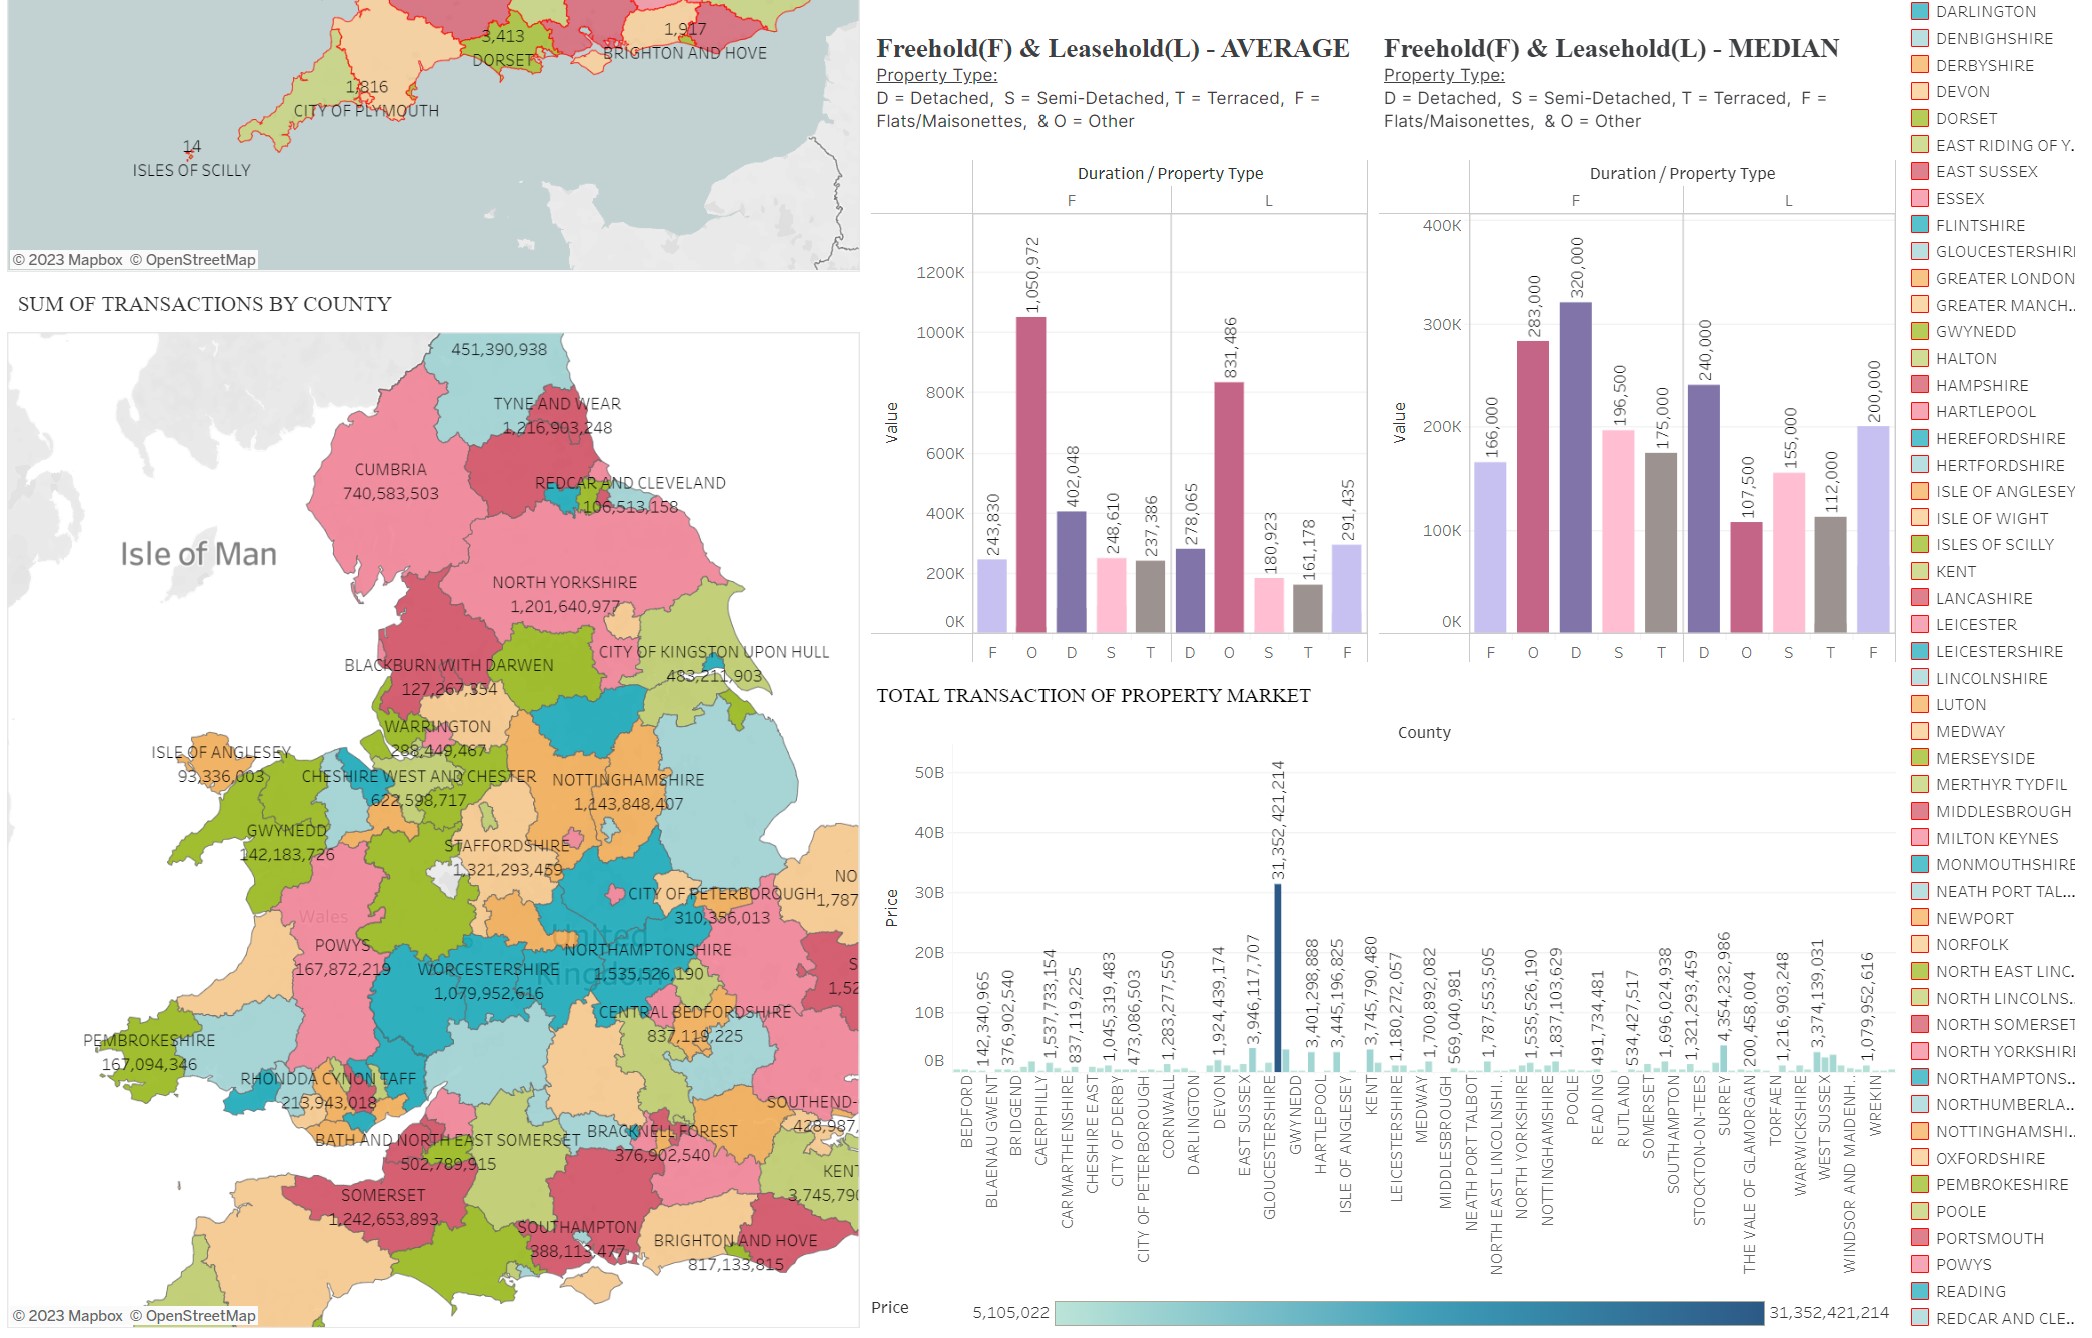 3,413
DORSET
1,917
BRIGHTON AND HOVE
1,816
CITY OF PLYMOUTH
14
ISLES OF SCILLY
© 2023 Mapbox © OpenStreetMap
SUM OF TRANSACTIONS BY COUNTY
451,390,938
TYNE AND WEAR
1,216,903,248
CUMBRIA
740,583,503
REDCAR AND CLEVELAND
106,513,158
Isle of Man
NORTH YORKSHIRE
1,201,640,977
CITY OF KINGSTON UPON HULL
483,211,903
BLACKBURN WITH DARWEN
127,267,354
WARRINGTON
288,449,467
ISLE OF ANGLESEY
93,336,003
CHESHIRE WEST AND CHESTER
622,598,717
NOTTINGHAMSHIRE
1,143,848,407
GWYNEDD
142,183,726
STAFFORDSHIRE
1,321,293,459
NO
1,787
CITY OF PETERBOROUGH
310,356,013
Wales
United Kingdom
POWYS
167,872,219
NORTHAMPTONSHIRE
1,535,526,190
WORCESTERSHIRE
1,079,952,616
S
1,52
CENTRAL BEDFORDSHIRE
837,119,225
PEMBROKESHIRE
167,094,346
RHONDDA CYNON TAFF
213,943,018
SOUTHEND-
428,987,
BATH AND NORTH EAST SOMERSET
502,789,915
BRACKNELL FOREST
376,902,540
KENT
3,745,790
SOMERSET
1,242,653,893
SOUTHAMPTON
388,113,477
BRIGHTON AND HOVE
817,133,815
© 2023 Mapbox © OpenStreetMap
Freehold(F) & Leasehold(L) - AVERAGE
Property Type:
D = Detached, S = Semi-Detached, T = Terraced, F =
Flats/Maisonettes, & O = Other
Duration / Property Type
F L
Value
1200K
1000K
800K
600K
400K
200K
0K
243,830
1,050,972
402,048
248,610
237,386
278,065
831,486
180,923
161,178
291,435
F O D S T D O S T F
Freehold(F) & Leasehold(L) - MEDIAN
Property Type:
D = Detached, S = Semi-Detached, T = Terraced, F =
Flats/Maisonettes, & O = Other
Duration / Property Type
F L
Value
400K
300K
200K
100K
0K
166,000
283,000
320,000
196,500
175,000
240,000
107,500
155,000
112,000
200,000
F O D S T D O S T F
TOTAL TRANSACTION OF PROPERTY MARKET
County
Price
50B
40B
30B
20B
10B
0B
142,340,965
376,902,540
1,537,733,154
837,119,225
1,045,319,483
473,086,503
1,283,277,550
1,924,439,174
3,946,117,707
31,352,421,214
3,401,298,888
3,445,196,825
3,745,790,480
1,180,272,057
1,700,892,082
569,040,981
1,787,553,505
1,535,526,190
1,837,103,629
491,734,481
534,427,517
1,696,024,938
1,321,293,459
4,354,232,986
200,458,004
1,216,903,248
3,374,139,031
1,079,952,616
BEDFORD
BLAENAU GWENT
BRIDGEND
CAERPHILLY
CARMARTHENSHIRE
CHESHIRE EAST
CITY OF DERBY
CITY OF PETERBOROUGH
CORNWALL
DARLINGTON
DEVON
EAST SUSSEX
GLOUCESTERSHIRE
GWYNEDD
HARTLEPOOL
ISLE OF ANGLESEY
KENT
LEICESTERSHIRE
MEDWAY
MIDDLESBROUGH
NEATH PORT TALBOT
NORTH EAST LINCOLNSHI..
NORTH YORKSHIRE
NOTTINGHAMSHIRE
POOLE
READING
RUTLAND
SOMERSET
SOUTHAMPTON
STOCKTON-ON-TEES
SURREY
THE VALE OF GLAMORGAN
TORFAEN
WARWICKSHIRE
WEST SUSSEX
WINDSOR AND MAIDENH..
WREKIN
Price
5,105,022
31,352,421,214
DARLINGTON
DENBIGHSHIRE
DERBYSHIRE
DEVON
DORSET
EAST RIDING OF Y..
EAST SUSSEX
ESSEX
FLINTSHIRE
GLOUCESTERSHIRE
GREATER LONDON
GREATER MANCH..
GWYNEDD
HALTON
HAMPSHIRE
HARTLEPOOL
HEREFORDSHIRE
HERTFORDSHIRE
ISLE OF ANGLESEY
ISLE OF WIGHT
ISLES OF SCILLY
KENT
LANCASHIRE
LEICESTER
LEICESTERSHIRE
LINCOLNSHIRE
LUTON
MEDWAY
MERSEYSIDE
MERTHYR TYDFIL
MIDDLESBROUGH
MILTON KEYNES
MONMOUTHSHIRE
NEATH PORT TAL..
NEWPORT
NORFOLK
NORTH EAST LINC..
NORTH LINCOLNS..
NORTH SOMERSET
NORTH YORKSHIRE
NORTHAMPTONS..
NORTHUMBERLA..
NOTTINGHAMSHI..
OXFORDSHIRE
PEMBROKESHIRE
POOLE
PORTSMOUTH
POWYS
READING
REDCAR AND CLE..